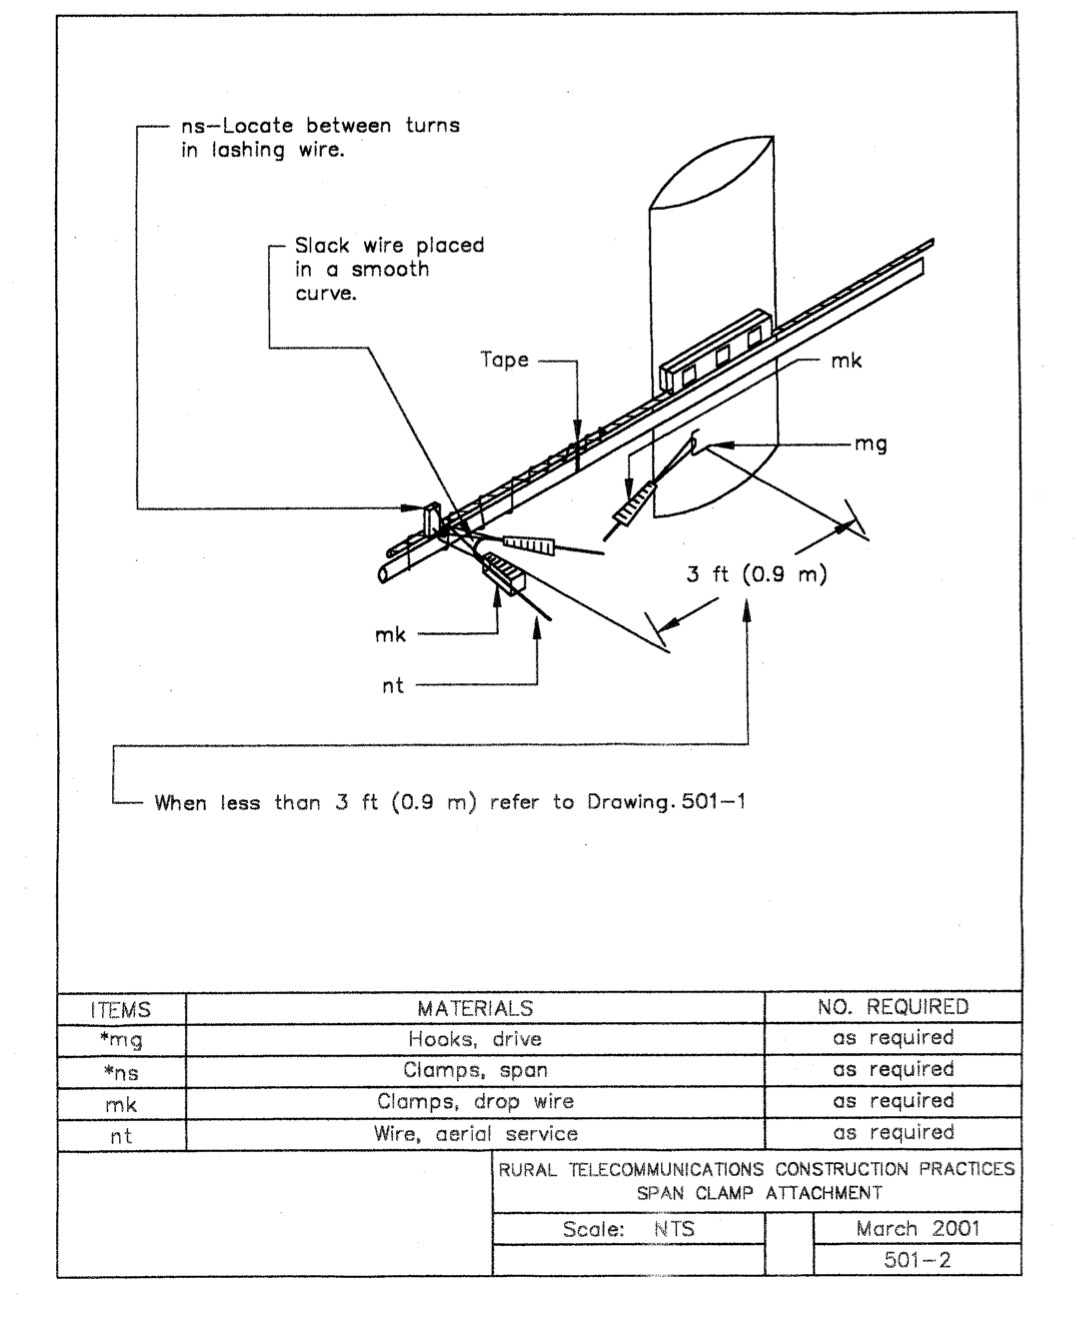 ns-Locate between turns
in lashing wire.
Slack wire placed
in a smooth
curve.
Tape
mk
mg
3 ft (0.9 m)
mk
nt
When less than 3 ft (0.9 m) refer to Drawing. 501-1
ITEMS MATERIALS NO. REQUIRED
*mg Hooks, drive as required
*ns Clamps, span as required
mk Clamps, drop wire as required
nt Wire, aerial service as required
RURAL TELECOMMUNICATIONS CONSTRUCTION PRACTICES
SPAN CLAMP ATTACHMENT
Scale: NTS March 2001
501-2